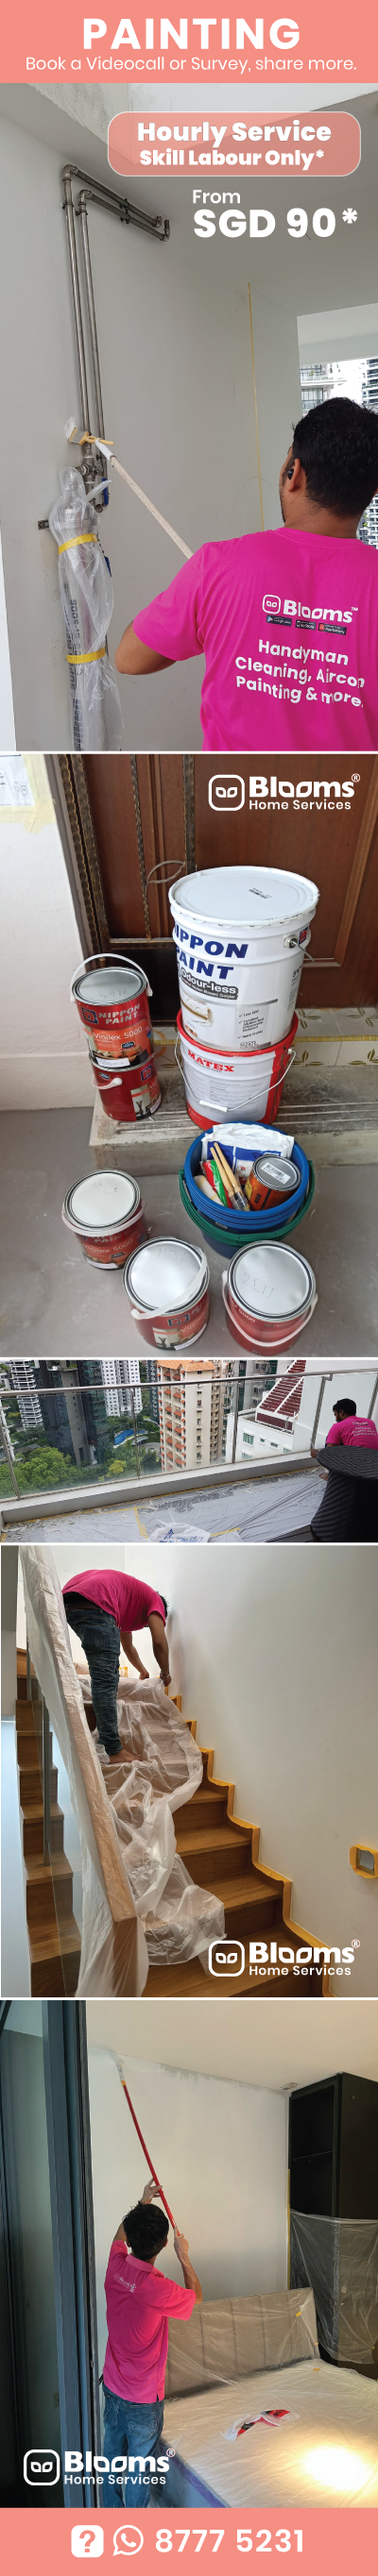 PAINTING
Book a Videocall or Survey, share more.
Hourly Service
Skill Labour Only*
From
SGD 90*
Blooms™
Handyman
Cleaning, Aircon
Painting & more.
Blooms®
Home Services
IPPON
AINT
Odour-less
NIPPON
PAINT
Vinilex 5000
MATEX
Blooms®
Home Services
Blooms®
Home Services
? 8777 5231